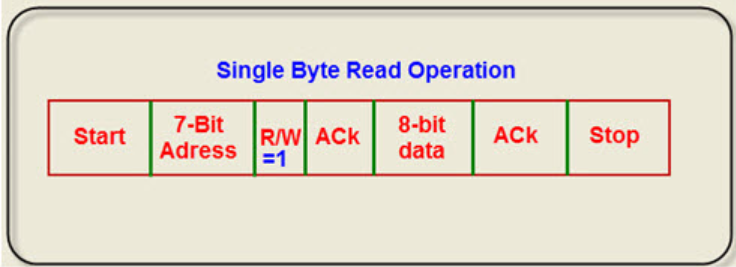 Single Byte Read Operation
Start
7-Bit
Adress
R/W
=1
ACk
8-bit
data
ACk
Stop